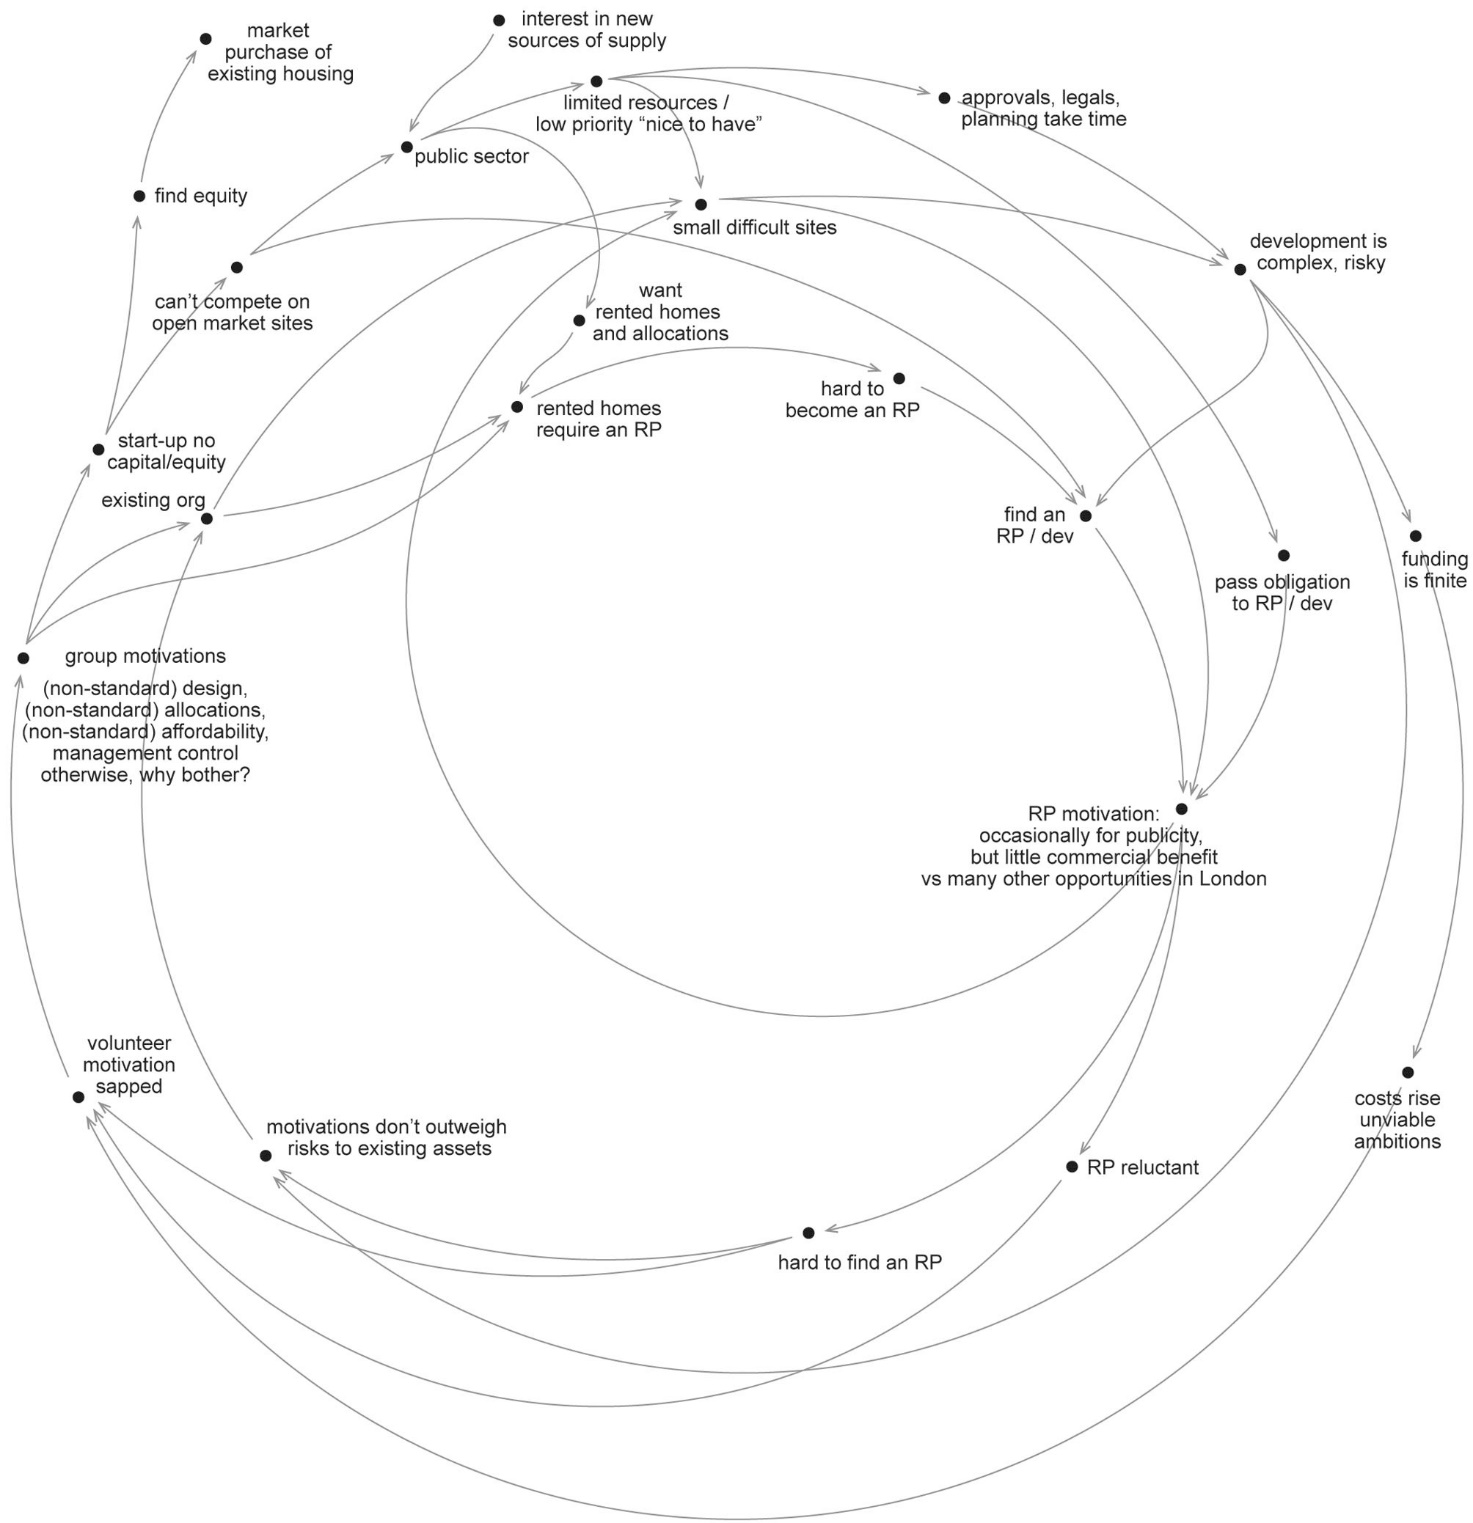 market
purchase of
existing housing
interest in new
sources of supply
limited resources /
low priority “nice to have”
approvals, legals,
planning take time
public sector
find equity
small difficult sites
development is
complex, risky
can’t compete on
open market sites
want
rented homes
and allocations
hard to
become an RP
rented homes
require an RP
start-up no
capital/equity
existing org
find an
RP / dev
funding
is finite
pass obligation
to RP / dev
group motivations
(non-standard) design,
(non-standard) allocations,
(non-standard) affordability,
management control
otherwise, why bother?
RP motivation:
occasionally for publicity,
but little commercial benefit
vs many other opportunities in London
volunteer
motivation
sapped
motivations don’t outweigh
risks to existing assets
costs rise
unviable
ambitions
RP reluctant
hard to find an RP